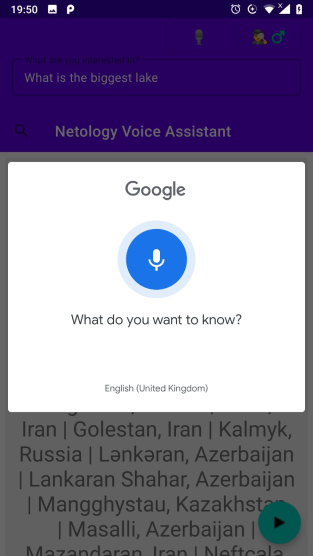 19:50
What are you interested in?
What is the biggest lake
Netology Voice Assistant
Google
What do you want to know?
English (United Kingdom)
Iran | Golestan, Iran | Kalmyk,
Russia | Lənkəran, Azerbaijan
| Lankaran Shahar, Azerbaijan
| Mangghystau, Kazakhstan
| Masalli, Azerbaijan |
Mazandaran, Iran | Neftcala,